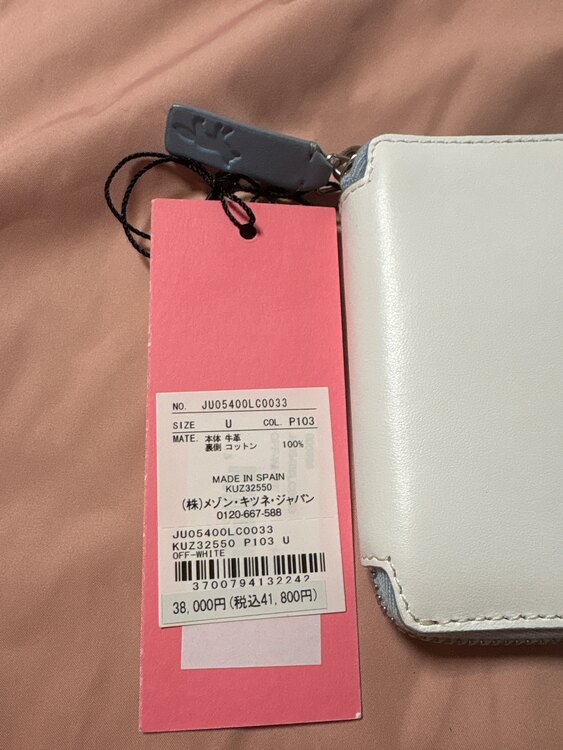 NO. JU05400LC0033
SIZE U COL. P103
MATE. 本体 牛革
裏側 コットン 100%
MADE IN SPAIN
KUZ32550
(株)メゾン・キツネ・ジャパン
0120-667-588
JU05400LC0033
KUZ32550 P103 U
OFF-WHITE
3700794132242
38,000円(税込41,800円)